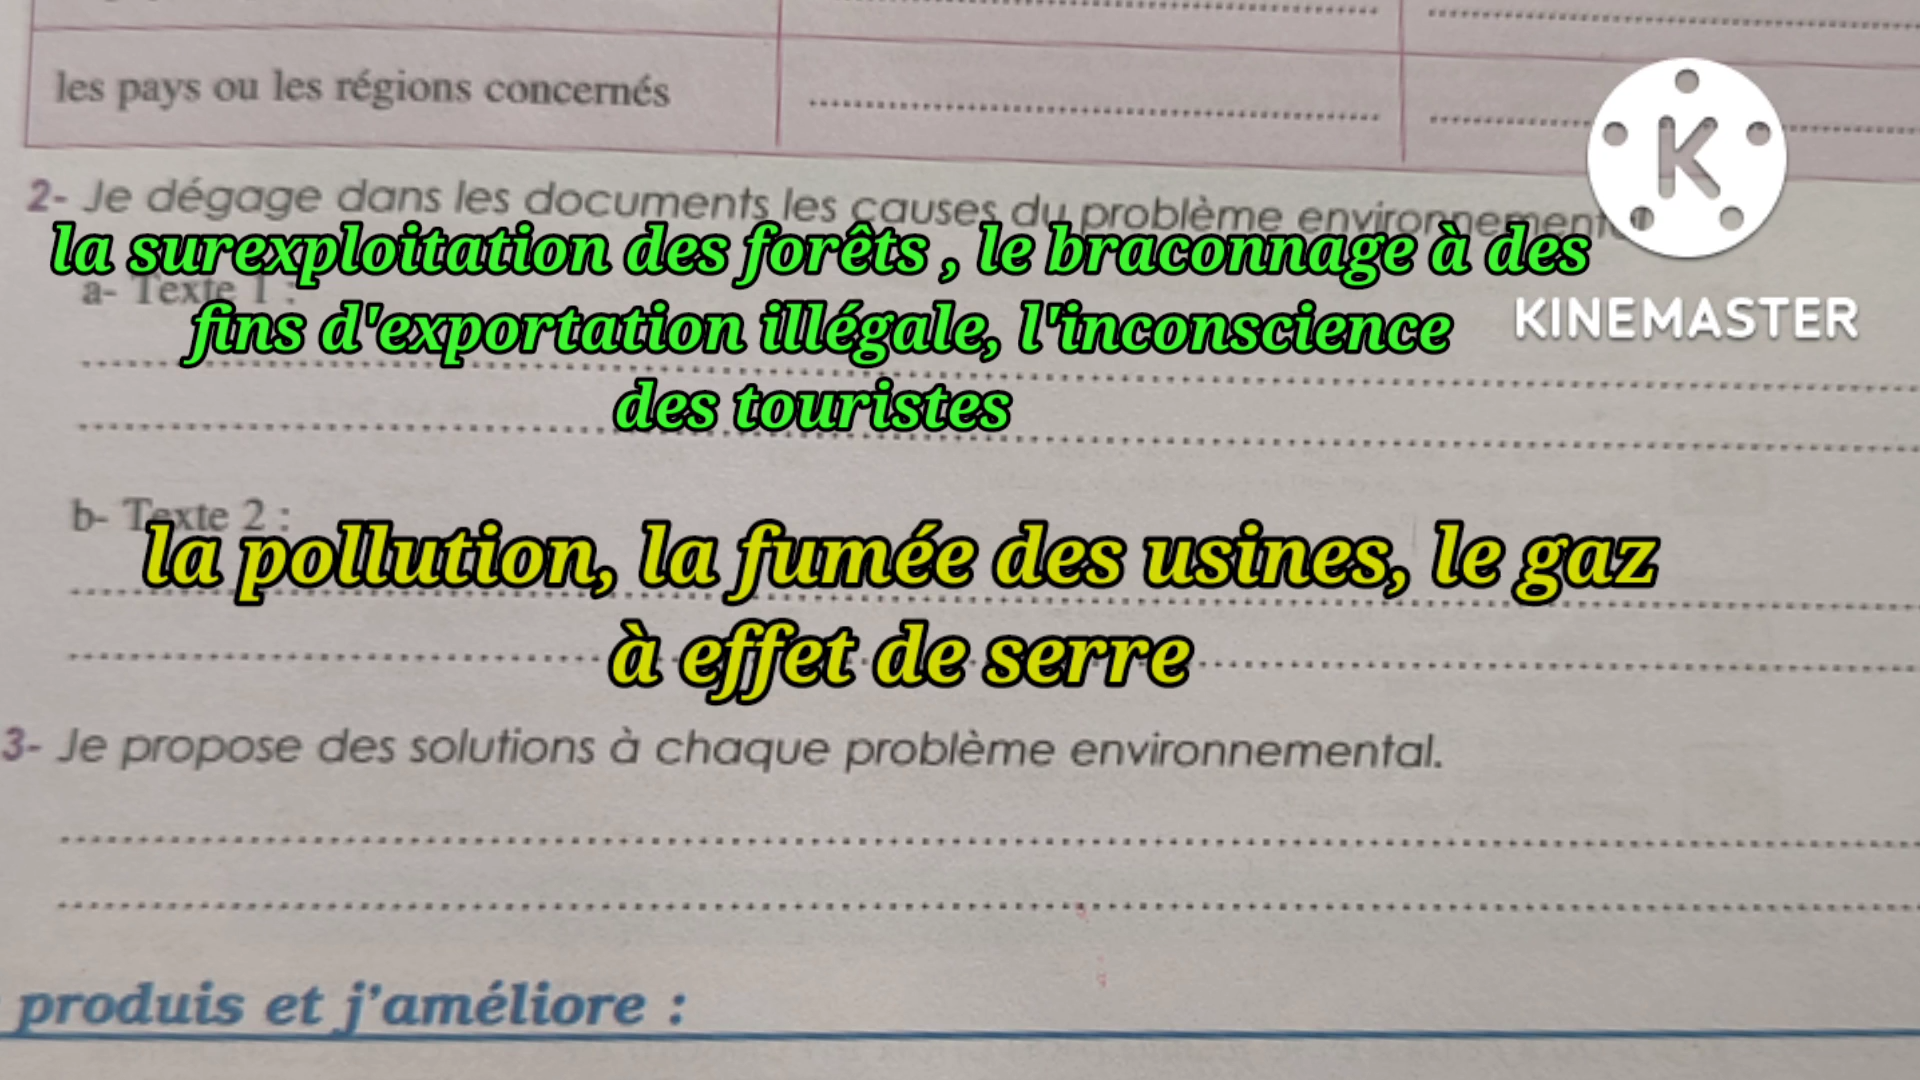 les pays ou les régions concernés
2- Je dégage dans les documents les causes du problème environnemental
la surexploitation des forêts , le braconnage à des
a- Texte 1 :
fins d'exportation illégale, l'inconscience
des touristes
KINEMASTER
b- Texte 2 :
la pollution, la fumée des usines, le gaz
à effet de serre
3- Je propose des solutions à chaque problème environnemental.
produis et j'améliore :